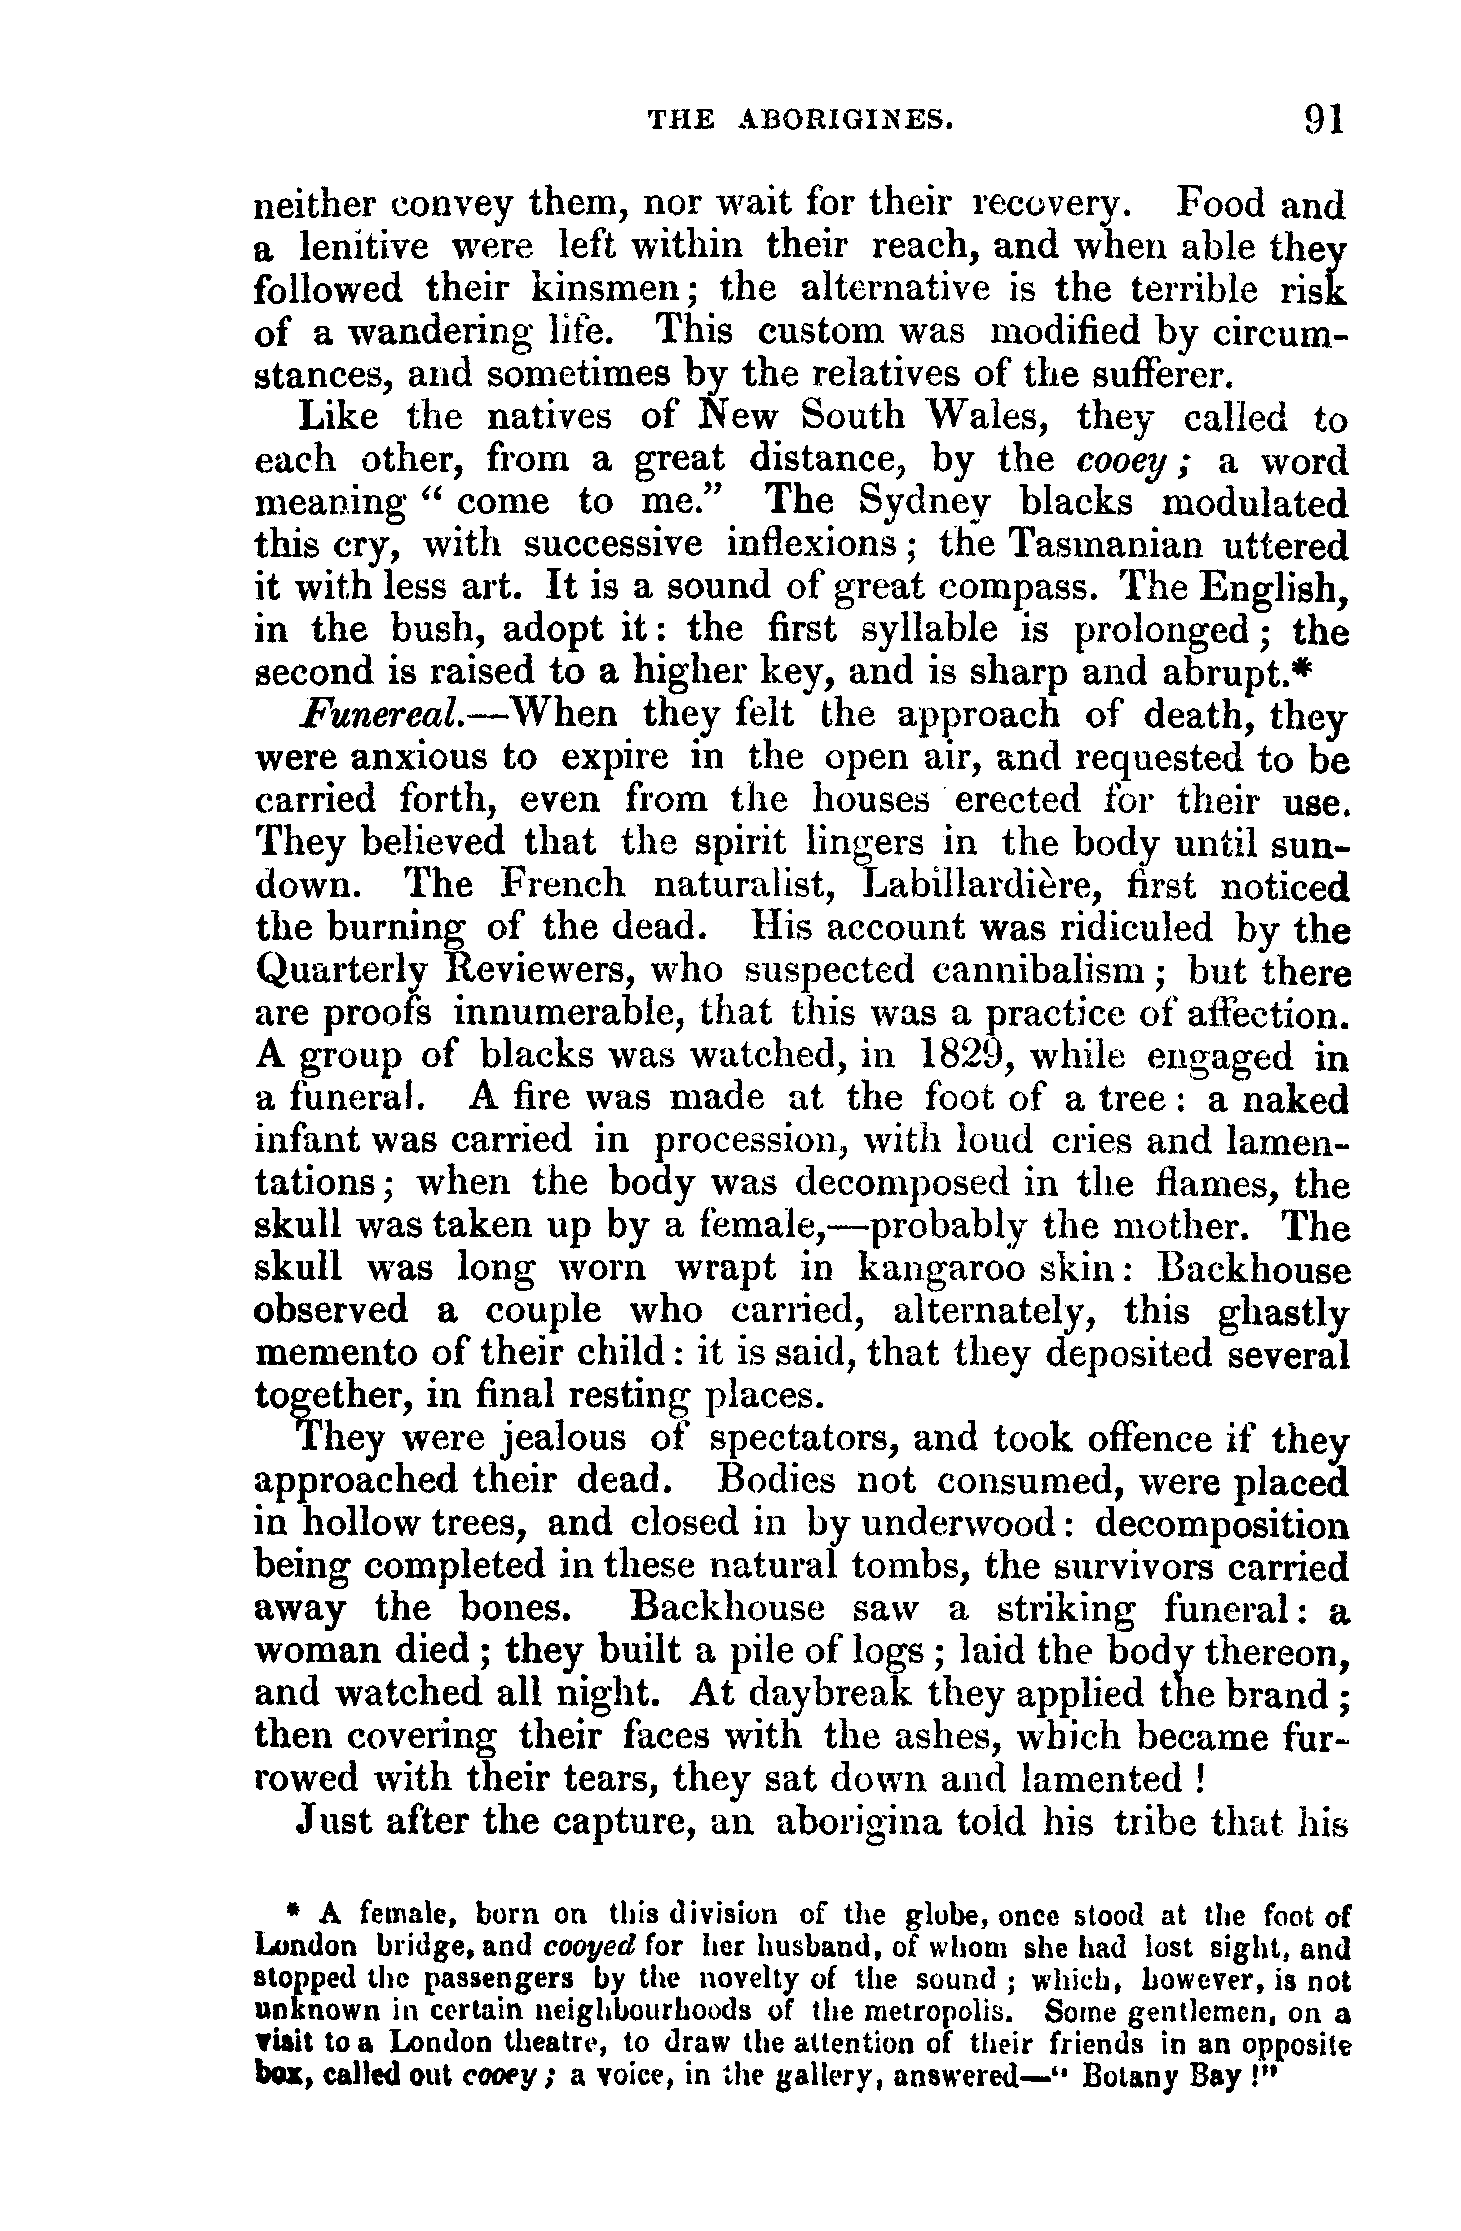 THE ABORIGINES. 91
neither convey them, nor wait for their recovery. Food and
a lenitive were left within their reach, and when able they
followed their kinsmen; the alternative is the terrible risk
of a wandering life. This custom was modified by circum-
stances, and sometimes by the relatives of the sufferer.
Like the natives of New South Wales, they called to
each other, from a great distance, by the cooey; a word
meaning “ come to me.” The Sydney blacks modulated
this cry, with successive inflexions; the Tasmanian uttered
it with less art. It is a sound of great compass. The English,
in the bush, adopt it: the first syllable is prolonged; the
second is raised to a higher key, and is sharp and abrupt.*
Funereal.—When they felt the approach of death, they
were anxious to expire in the open air, and requested to be
carried forth, even from the houses erected for their use.
They believed that the spirit lingers in the body until sun-
down. The French naturalist, Labillardière, first noticed
the burning of the dead. His account was ridiculed by the
Quarterly Reviewers, who suspected cannibalism; but there
are proofs innumerable, that this was a practice of affection.
A group of blacks was watched, in 1829, while engaged in
a funeral. A fire was made at the foot of a tree: a naked
infant was carried in procession, with loud cries and lamen-
tations; when the body was decomposed in the flames, the
skull was taken up by a female,—probably the mother. The
skull was long worn wrapt in kangaroo skin: Backhouse
observed a couple who carried, alternately, this ghastly
memento of their child: it is said, that they deposited several
together, in final resting places.
They were jealous of spectators, and took offence if they
approached their dead. Bodies not consumed, were placed
in hollow trees, and closed in by underwood: decomposition
being completed in these natural tombs, the survivors carried
away the bones. Backhouse saw a striking funeral: a
woman died; they built a pile of logs; laid the body thereon,
and watched all night. At daybreak they applied the brand;
then covering their faces with the ashes, which became fur-
rowed with their tears, they sat down and lamented!
Just after the capture, an aborigina told his tribe that his
* A female, born on this division of the globe, once stood at the foot of
London bridge, and cooyed for her husband, of whom she had lost sight, and
stopped the passengers by the novelty of the sound; which, however, is not
unknown in certain neighbourhoods of the metropolis. Some gentlemen, on a
visit to a London theatre, to draw the attention of their friends in an opposite
box, called out cooey; a voice, in the gallery, answered—“ Botany Bay!”